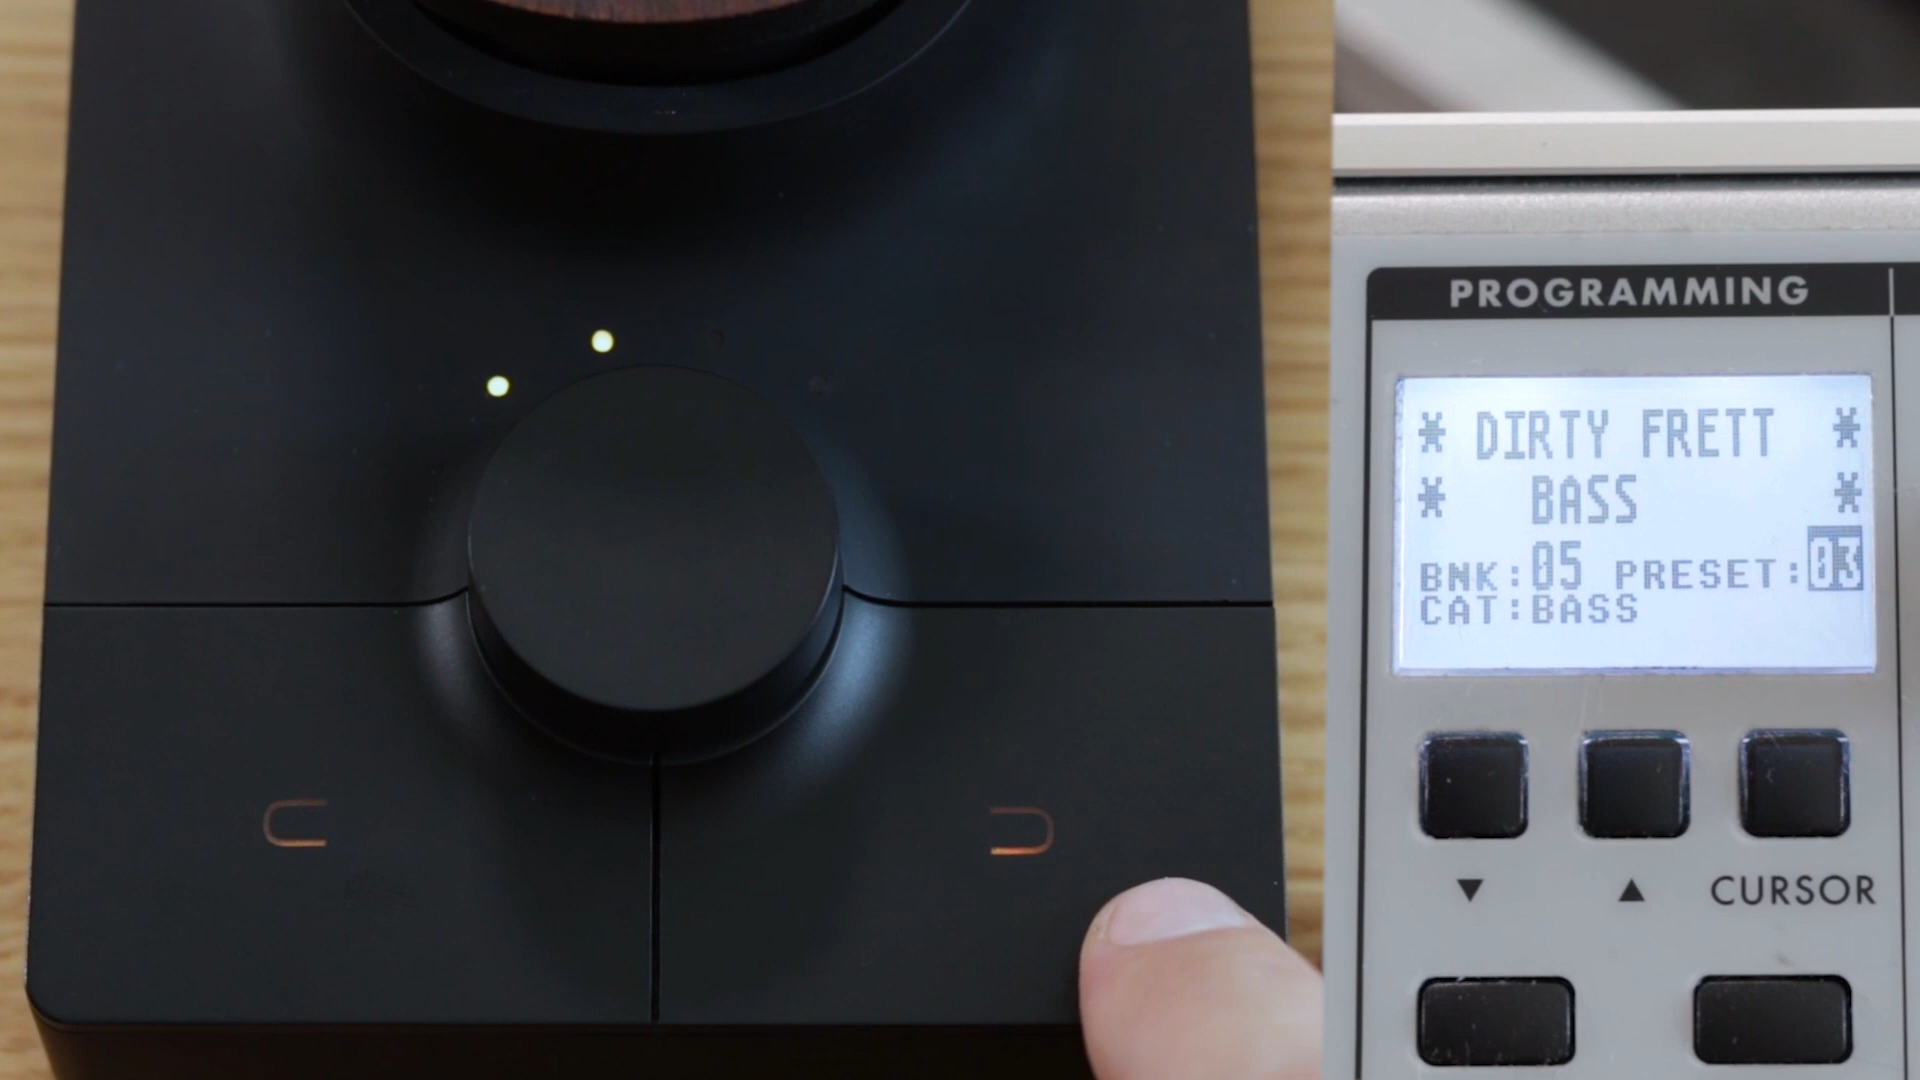 PROGRAMMING
* DIRTY FRETT *
* BASS *
BNK:05 PRESET:03
CAT:BASS
▼ ▲ CURSOR